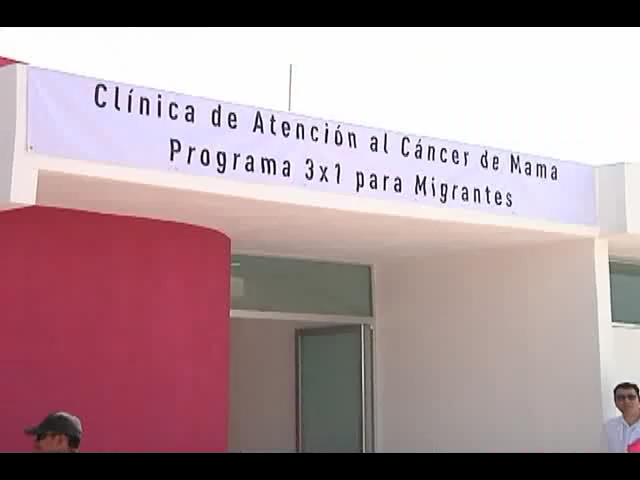 Clínica de Atención al Cáncer de Mama
Programa 3x1 para Migrantes